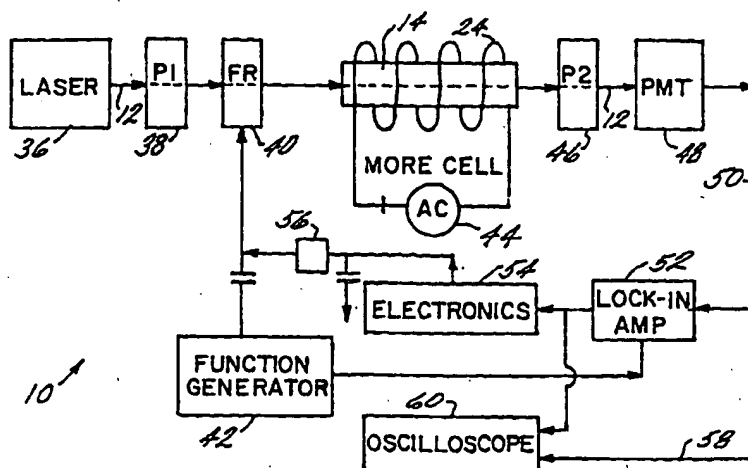 14
24
LASER
P1
FR
P2
PMT
12
12
36
38
40
46
48
MORE CELL
AC
44
50
56
54
52
ELECTRONICS
LOCK-IN
AMP
FUNCTION
GENERATOR
10
42
60
OSCILLOSCOPE
58